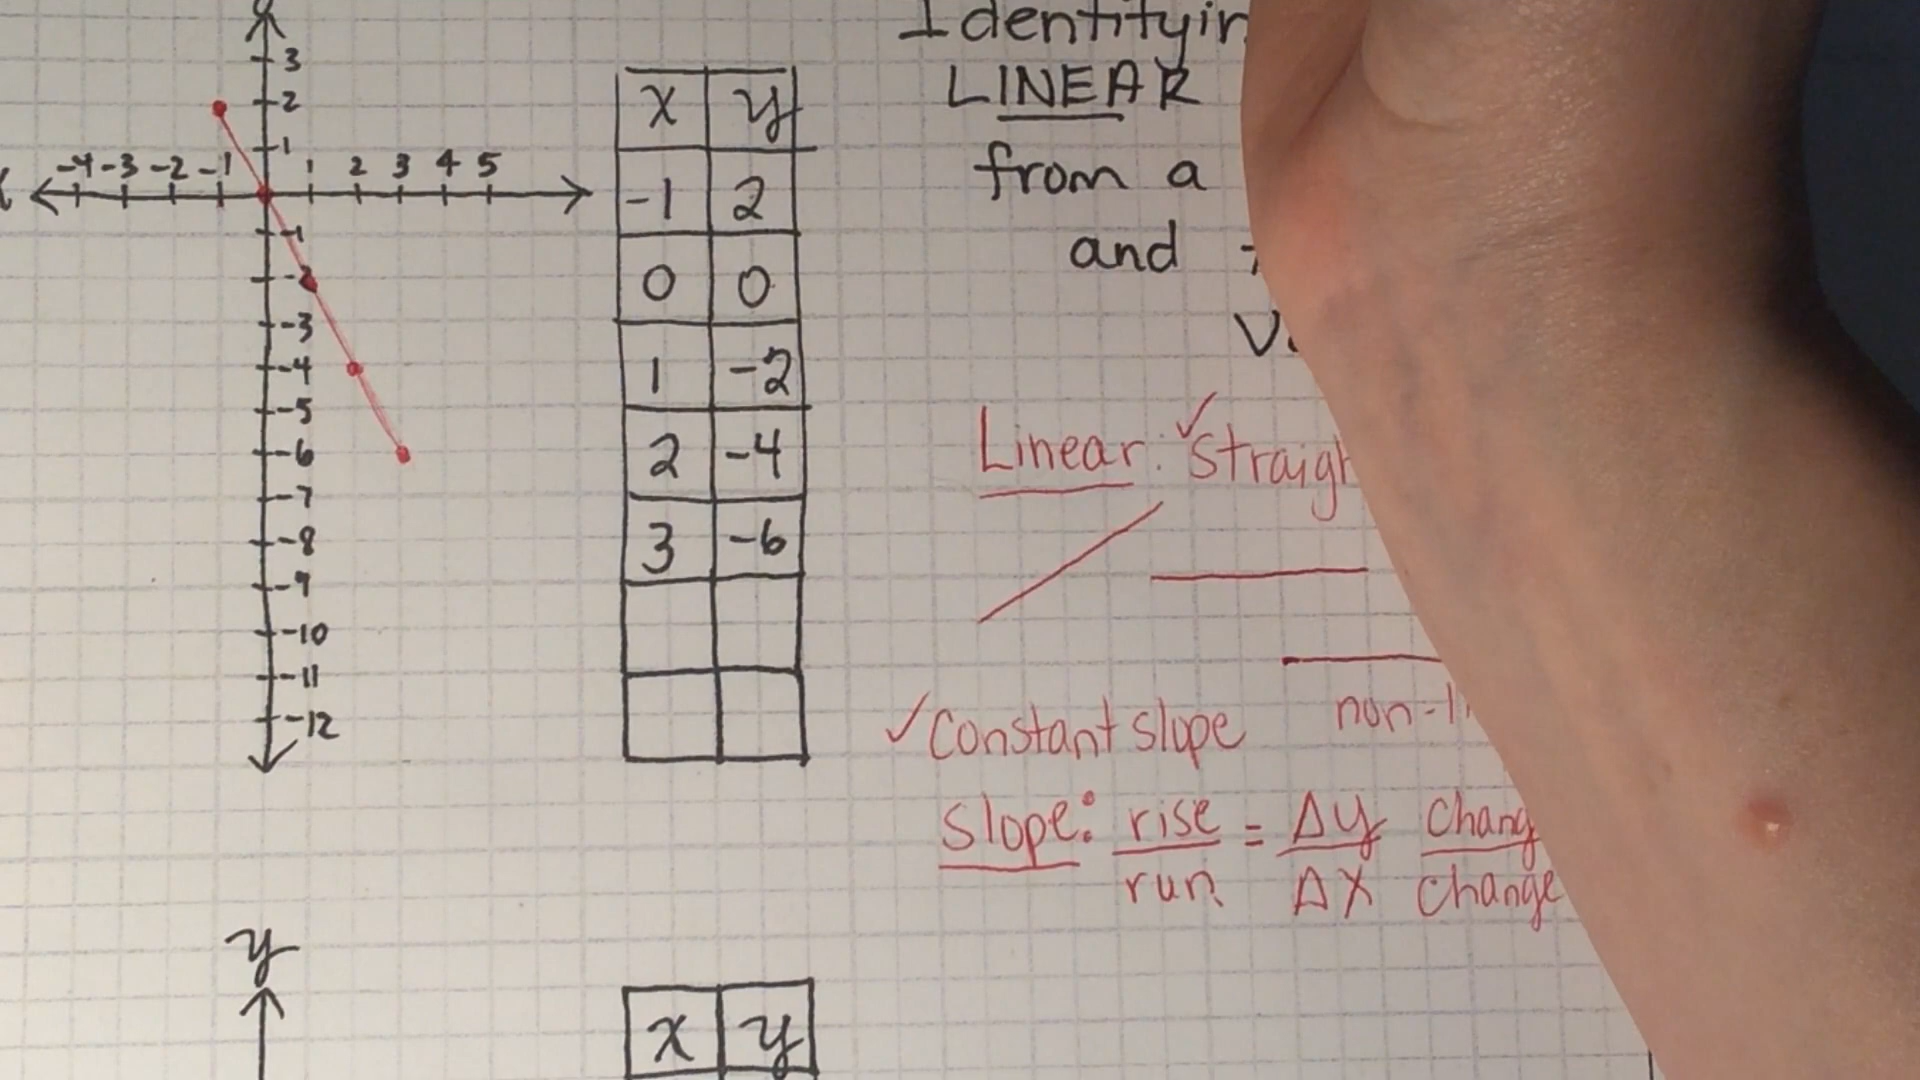 Identifyin
LINEAR
from a
and
3
2
1
-4 -3 -2 -1 1 2 3 4 5
-1
-2
-3
-4
-5
-6
-7
-8
-9
-10
-11
-12
x y
-1 2
0 0
1 -2
2 -4
3 -6
Linear: ✓Straigh
✓Constant slope
non-li
Slope: rise = Δy Chang
run ΔX Change
y
x y